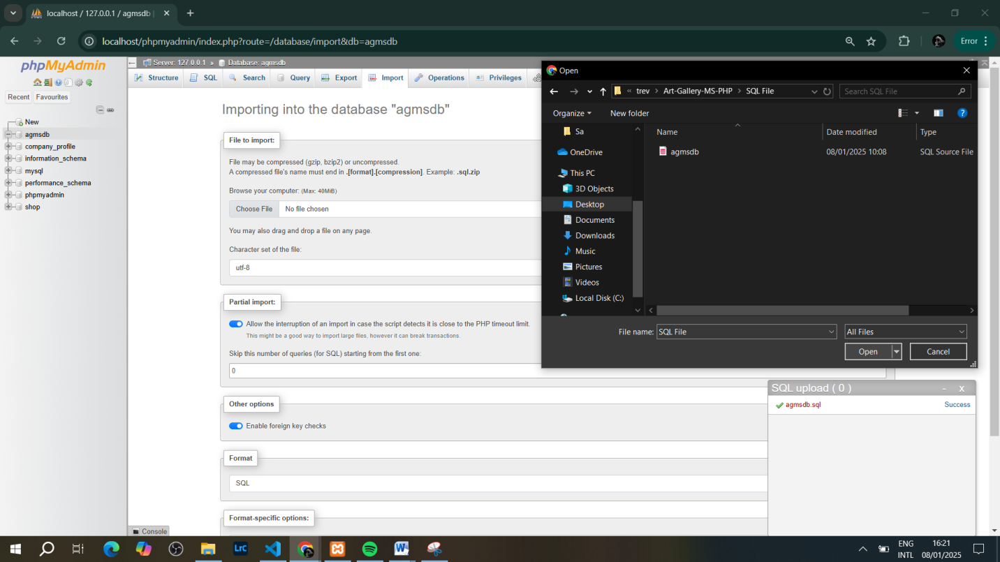 localhost / 127.0.0.1 / agmsdb |
localhost/phpmyadmin/index.php?route=/database/import&db=agmsdb
Error
phpMyAdmin
Recent Favourites
New
agmsdb
company_profile
information_schema
mysql
performance_schema
phpmyadmin
shop
Server: 127.0.0.1 » Database: agmsdb
Structure SQL Search Query Export Import Operations Privileges
Importing into the database "agmsdb"
File to import:
File may be compressed (gzip, bzip2) or uncompressed.
A compressed file's name must end in .[format].[compression]. Example: .sql.zip
Browse your computer: (Max: 40MiB)
Choose File No file chosen
You may also drag and drop a file on any page.
Character set of the file:
utf-8
Partial import:
Allow the interruption of an import in case the script detects it is close to the PHP timeout limit.
This might be a good way to import large files, however it can break transactions.
Skip this number of queries (for SQL) starting from the first one:
0
Other options
Enable foreign key checks
Format
SQL
Format-specific options:
Console
Open
« trev › Art-Gallery-MS-PHP › SQL File
Search SQL File
Organize New folder
Sa
OneDrive
This PC
3D Objects
Desktop
Documents
Downloads
Music
Pictures
Videos
Local Disk (C:)
Name Date modified Type
agmsdb 08/01/2025 10:08 SQL Source File
File name: SQL File All Files
Open Cancel
SQL upload ( 0 ) - x
agmsdb.sql Success
LrC
ENG
INTL
16:21
08/01/2025